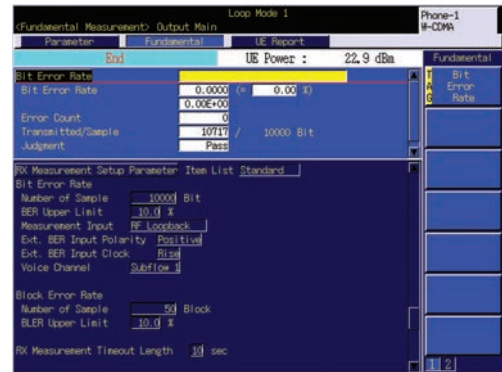 Loop Mode 1
<Fundamental Measurement> Output Main
Phone-1
W-CDMA
Parameter Fundamental UE Report
End UE Power : 22.9 dBm
Fundamental
Bit Error Rate
Bit Error Rate 0.0000 (= 0.00 %)
0.00E+00
Error Count 0
Transmitted/Sample 10717 / 10000 Bit
Judgment Pass
TAG
Bit
Error
Rate
RX Measurement Setup Parameter Item List Standard
Bit Error Rate
Number of Sample 10000 Bit
BER Upper Limit 10.0 %
Measurement Input RF Loopback
Ext. BER Input Polarity Positive
Ext. BER Input Clock Rise
Voice Channel Subflow 1
Block Error Rate
Number of Sample 50 Block
BLER Upper Limit 10.0 %
RX Measurement Timeout Length 10 sec
1 2